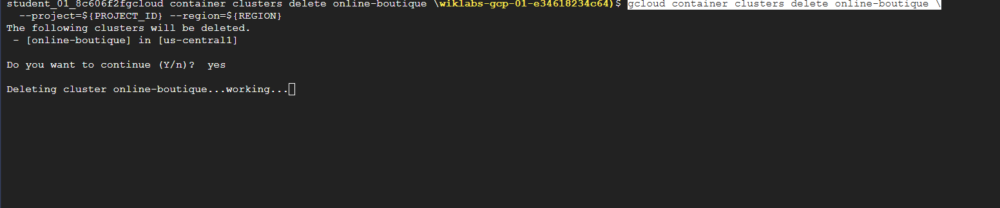 student_01_8c606f2fgcloud container clusters delete online-boutique \wiklabs-gcp-01-e34618234c64)$ gcloud container clusters delete online-boutique \
--project=${PROJECT_ID} --region=${REGION}
The following clusters will be deleted.
- [online-boutique] in [us-central1]
Do you want to continue (Y/n)? yes
Deleting cluster online-boutique...working...